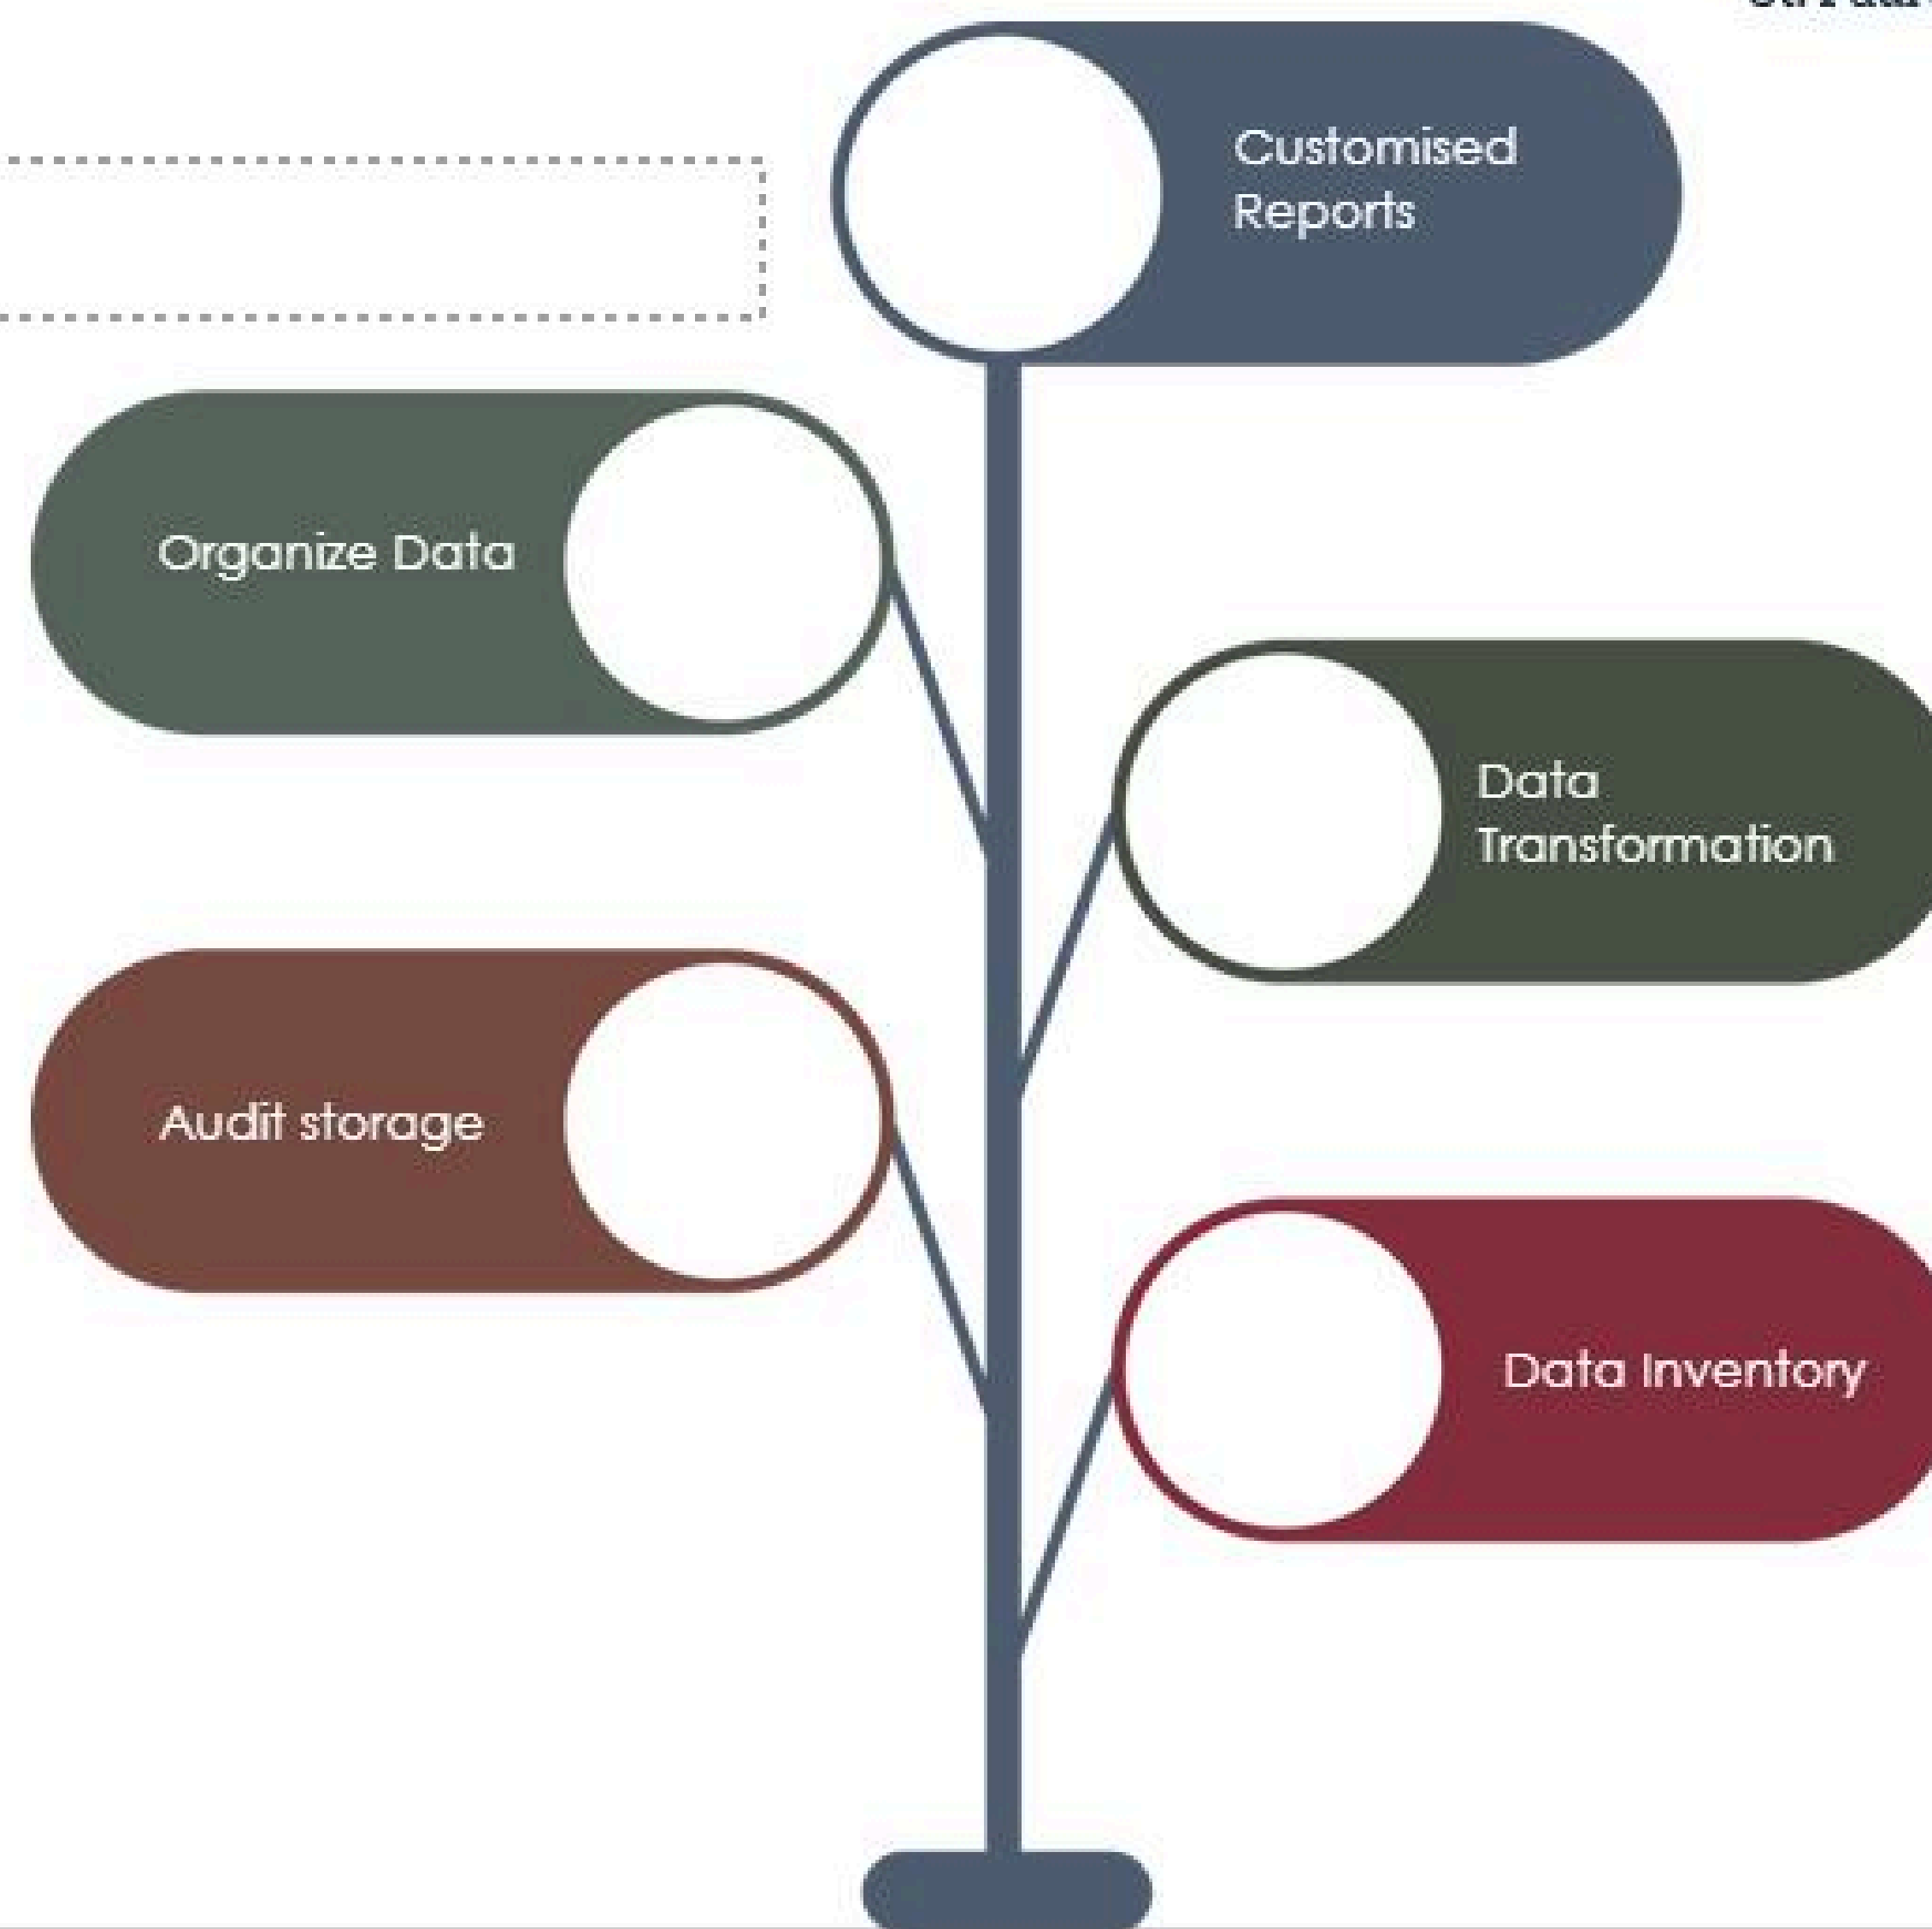 Customised
Reports
Organize Data
Data
Transformation
Audit storage
Data Inventory